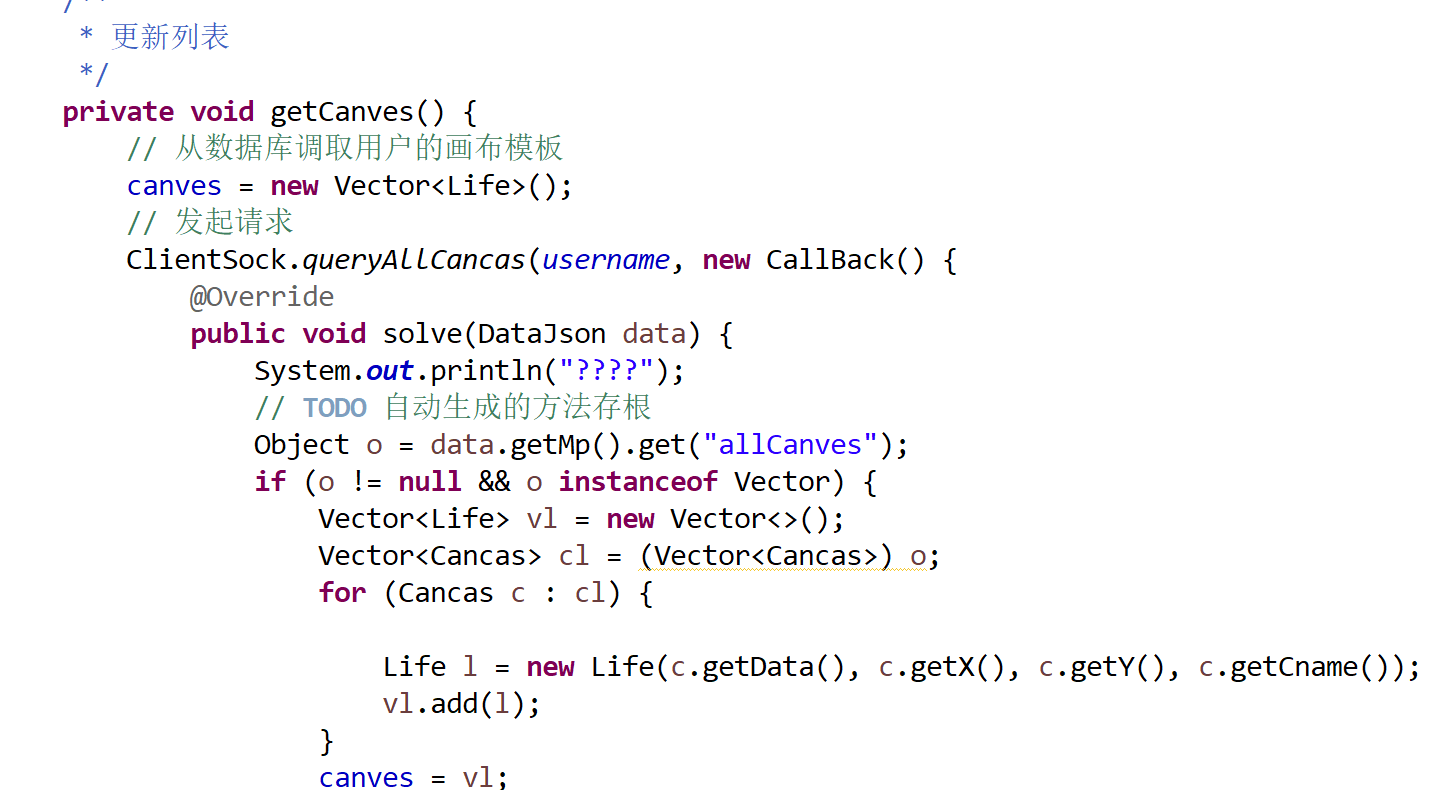 * 更新列表
*/
private void getCanves() {
// 从数据库调取用户的画布模板
canves = new Vector<Life>();
// 发起请求
ClientSock.queryAllCancas(username, new CallBack() {
@Override
public void solve(DataJson data) {
System.out.println("????");
// TODO 自动生成的方法存根
Object o = data.getMp().get("allCanves");
if (o != null && o instanceof Vector) {
Vector<Life> vl = new Vector<>();
Vector<Cancas> cl = (Vector<Cancas>) o;
for (Cancas c : cl) {
Life l = new Life(c.getData(), c.getX(), c.getY(), c.getCname());
vl.add(l);
}
canves = vl;